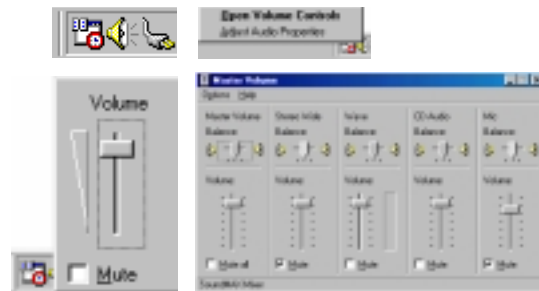 Open Volume Controls
Adjust Audio Properties
Volume
Mute
Master Volume
Options Help
Master Volume Stereo Wide Wave CD Audio Mic
Balance Balance Balance Balance Balance
Volume Volume Volume Volume Volume
Mute all Mute Mute Mute Mute